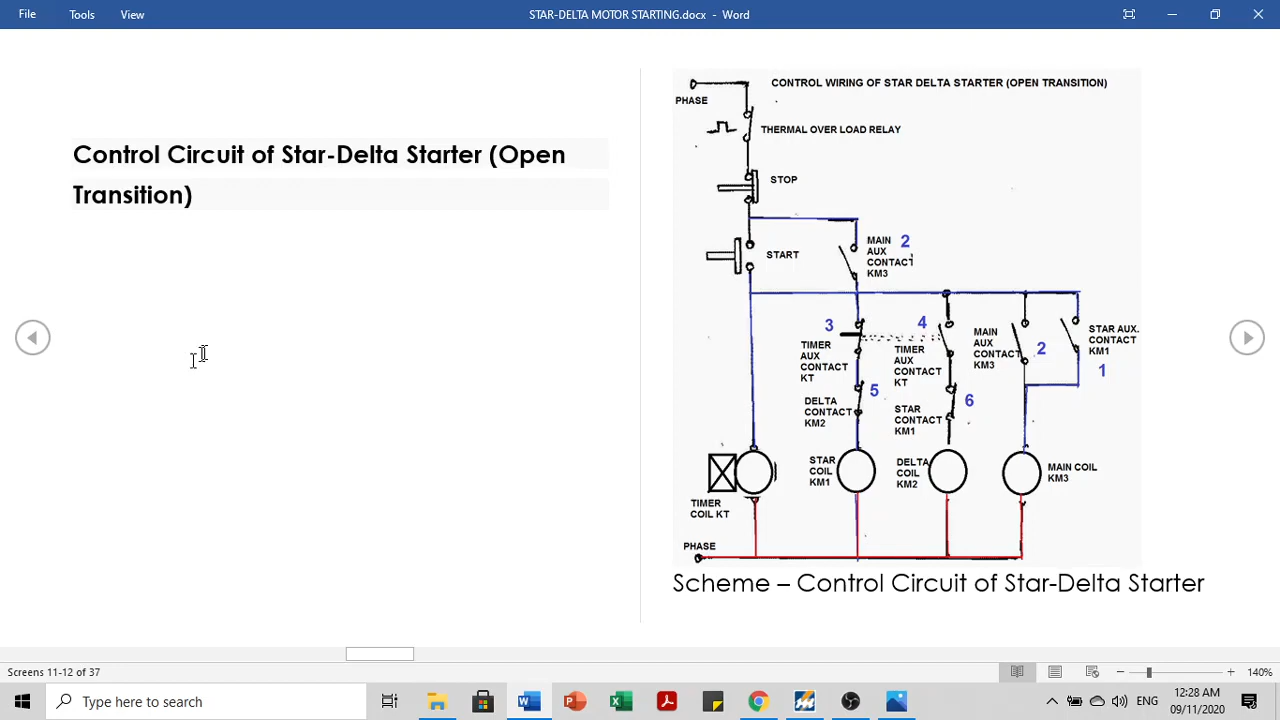 File Tools View STAR-DELTA MOTOR STARTING.docx - Word
Control Circuit of Star-Delta Starter (Open
Transition)
CONTROL WIRING OF STAR DELTA STARTER (OPEN TRANSITION)
PHASE
THERMAL OVER LOAD RELAY
STOP
START
MAIN 2
AUX
CONTACT
KM3
3
TIMER
AUX
CONTACT
KT
4
TIMER
AUX
CONTACT
KT
MAIN
AUX
CONTACT
KM3
2
STAR AUX.
CONTACT
KM1
1
5
DELTA
CONTACT
KM2
6
STAR
CONTACT
KM1
TIMER
COIL KT
STAR
COIL
KM1
DELTA
COIL
KM2
MAIN COIL
KM3
PHASE
Scheme – Control Circuit of Star-Delta Starter
Screens 11-12 of 37
140%
Type here to search
ENG
12:28 AM
09/11/2020